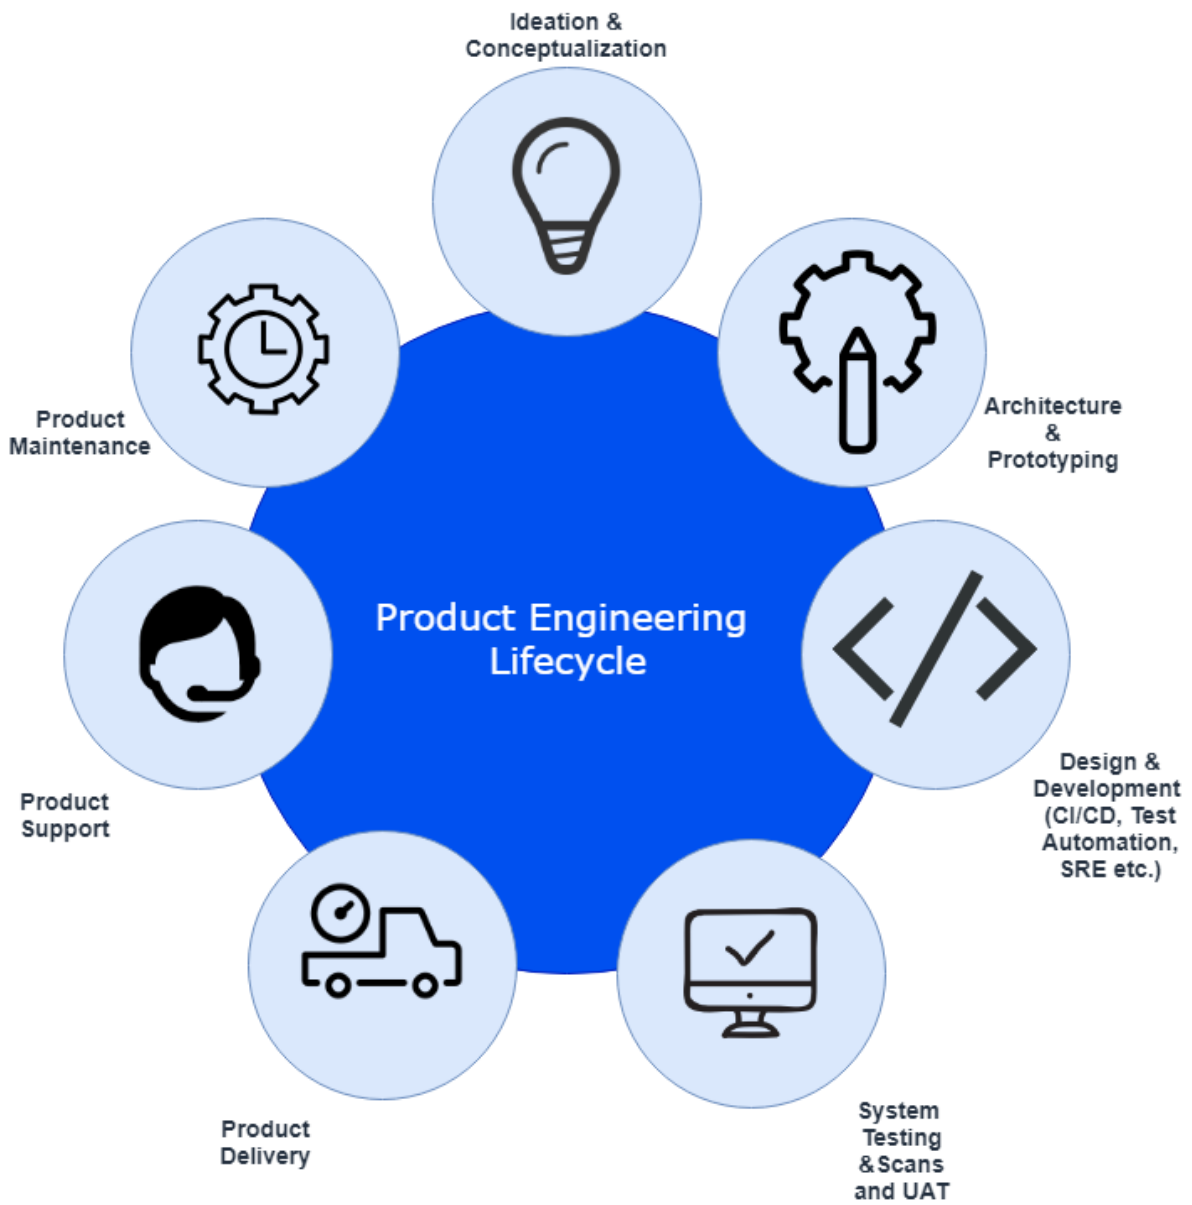 Ideation &
Conceptualization
Architecture
&
Prototyping
Design &
Development
(CI/CD, Test
Automation,
SRE etc.)
System
Testing
&Scans
and UAT
Product
Delivery
Product
Support
Product
Maintenance
Product Engineering
Lifecycle